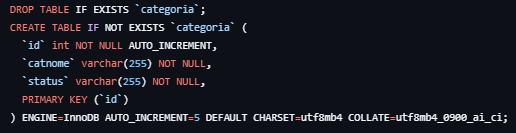 DROP TABLE IF EXISTS `categoria`;
CREATE TABLE IF NOT EXISTS `categoria` (
  `id` int NOT NULL AUTO_INCREMENT,
  `catnome` varchar(255) NOT NULL,
  `status` varchar(255) NOT NULL,
  PRIMARY KEY (`id`)
) ENGINE=InnoDB AUTO_INCREMENT=5 DEFAULT CHARSET=utf8mb4 COLLATE=utf8mb4_0900_ai_ci;